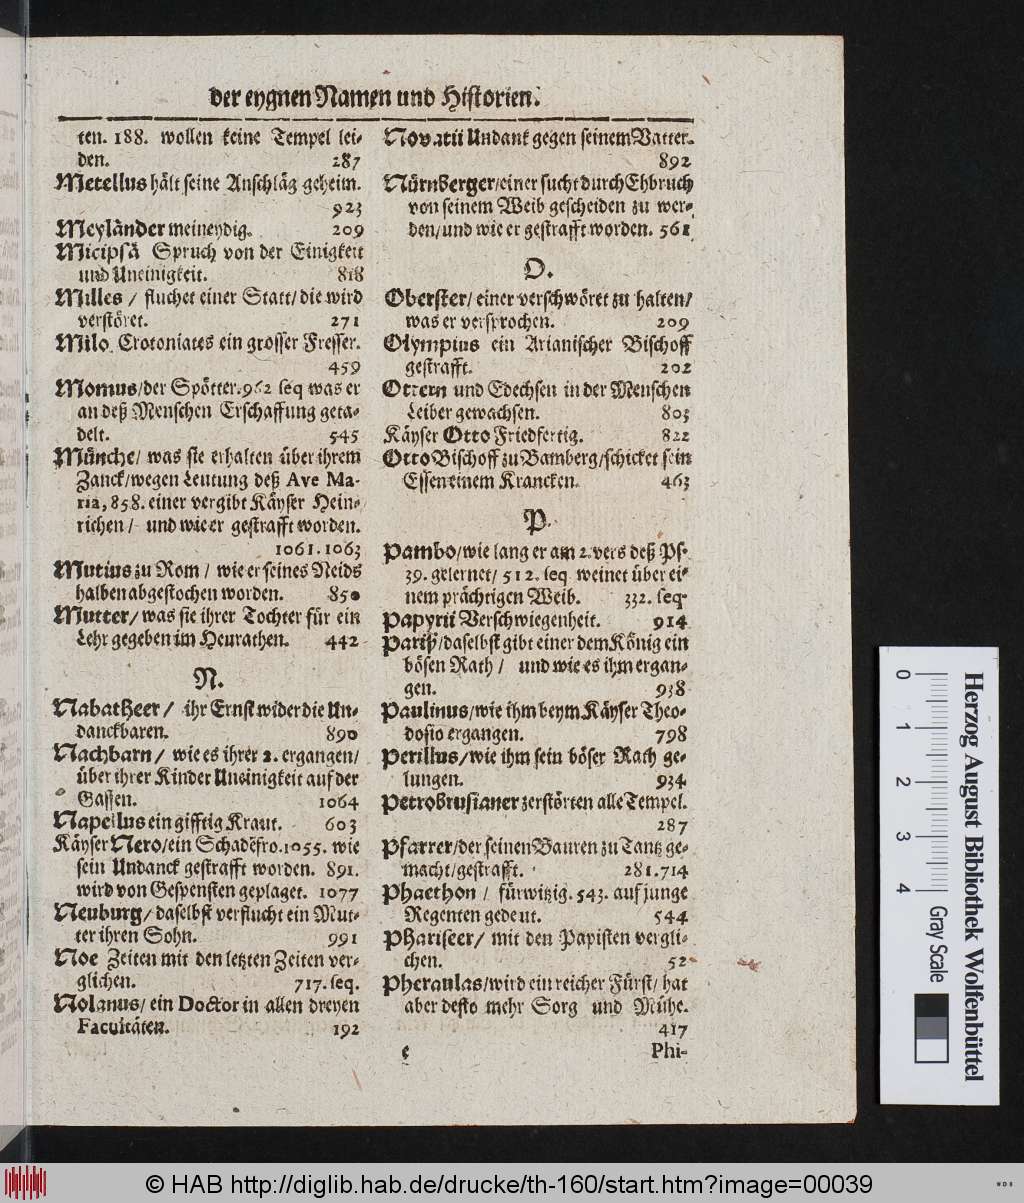 der eygnen Namen und Historien.
ten. 188. wollen keine Tempel lei-
den. 287
Metellus hält seine Anschläg geheim.
923
Meyländer meineydig. 209
Micipsä Spruch von der Einigkeit
und Uneinigkeit. 818
Milles / fluchet einer Statt / die wird
verstöret. 271
Milo Crotoniates ein grosser Fresser.
459
Momus / der Spötter. 962 seq was er
an deß Menschen Erschaffung geta-
delt. 545
Münche / was sie erhalten über ihrem
Zanck / wegen Leutung deß Ave Ma-
ria, 858. einer vergibt Käyser Hein-
richen / und wie er gestrafft worden.
1061. 1063
Mutius zu Rom / wie er seines Neids
halben abgestochen worden. 850
Mutter / was sie ihrer Tochter für ein
Lehr gegeben im Heurathen. 442
N.
Nabatheer / ihr Ernst wider die Un-
danckbaren. 890
Nachbarn / wie es ihrer 2. ergangen /
über ihrer Kinder Uneinigkeit auf der
Gassen. 1064
Napellus ein gifftig Kraut. 603
Käyser Nero / ein Schadēfro. 1055. wie
sein Undanck gestrafft worden. 891.
wird von Gespensten geplaget. 1077
Neuburg / daselbst verflucht ein Mut-
ter ihren Sohn. 991
Noe Zeiten mit den letzten Zeiten ver-
glichen. 717. seq.
Nolanus / ein Doctor in allen dreyen
Facultäten. 192
Novatii Undank gegen seinem Vatter.
892
Nürnberger / einer sucht durch Ehbruch
von seinem Weib gescheiden zu wer-
den / und wie er gestrafft worden. 561
O.
Oberster / einer verschwöret zu halten /
was er versprochen. 209
Olympius ein Arianischer Bischoff
gestrafft. 202
Ottern und Edechsen in der Menschen
Leiber gewachsen. 803
Käyser Otto Friedfertig. 822
Otto Bischoff zu Bamberg / schicket sein
Essen einem Krancken. 463
P.
Pambo / wie lang er am 2. vers deß Ps.
39. gelernet / 512. seq weinet über ei-
nem prächtigen Weib. 332. seq.
Papyrii Verschwiegenheit. 914
Pariß / daselbst gibt einer dem König ein
bösen Rath / und wie es ihm ergan-
gen. 938
Paulinus / wie ihm beym Käyser Theo-
dosio ergangen. 798
Perillus / wie ihm sein böser Rath ge-
lungen. 934
Petrobrusianer zerstörten alle Tempel.
287
Pfarrer / der seinen Bauren zu Tantz ge-
macht / gestrafft. 281. 714
Phaethon / fürwitzig. 543. auf junge
Regenten gedeut. 544
Phariseer / mit den Papisten vergli-
chen. 52
Pheraulas / wird ein reicher Fürst / hat
aber desto mehr Sorg und Mühe.
417
e Phi-
Herzog August Bibliothek Wolfenbüttel
0 1 2 3 4 Gray Scale
© HAB http://diglib.hab.de/drucke/th-160/start.htm?image=00039